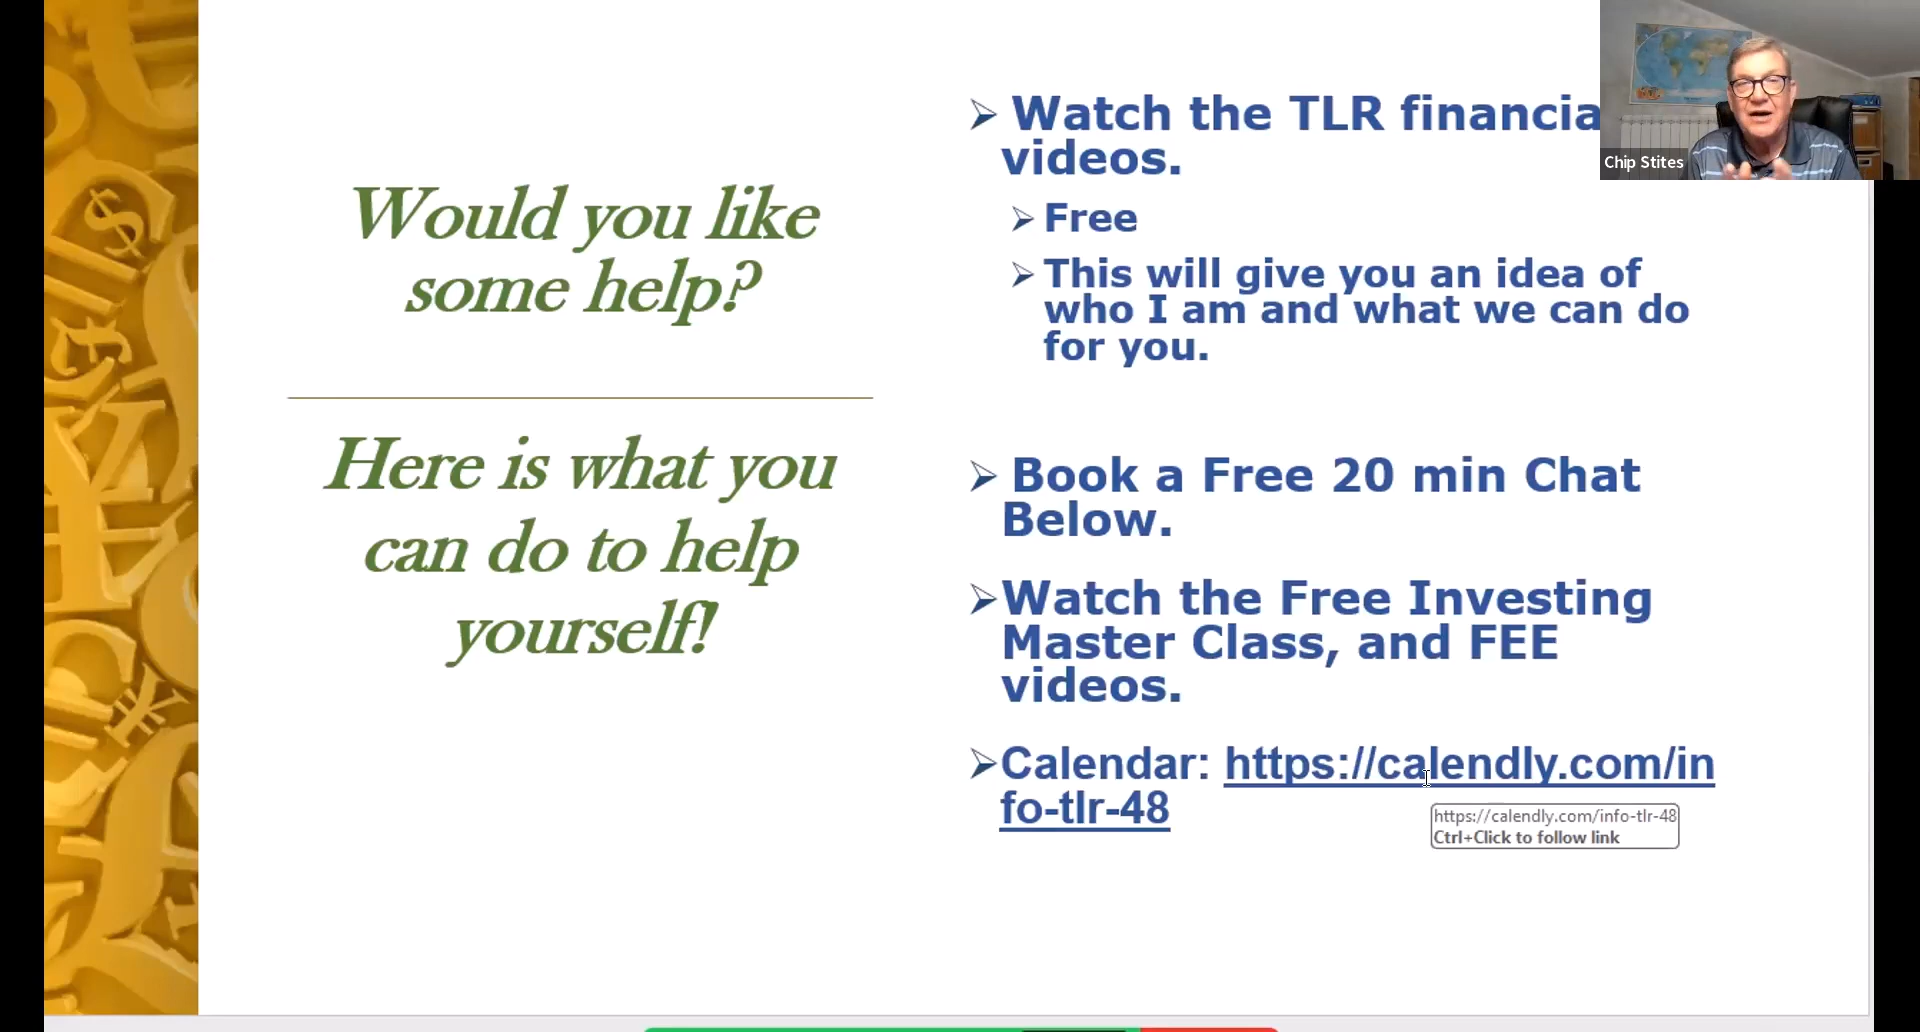 Would you like
some help?
Here is what you
can do to help
yourself!
➢ Watch the TLR financia
videos.
➢ Free
➢ This will give you an idea of
who I am and what we can do
for you.
➢ Book a Free 20 min Chat
Below.
➢ Watch the Free Investing
Master Class, and FEE
videos.
➢ Calendar: https://calendly.com/in
fo-tlr-48
https://calendly.com/info-tlr-48
Ctrl+Click to follow link
Chip Stites